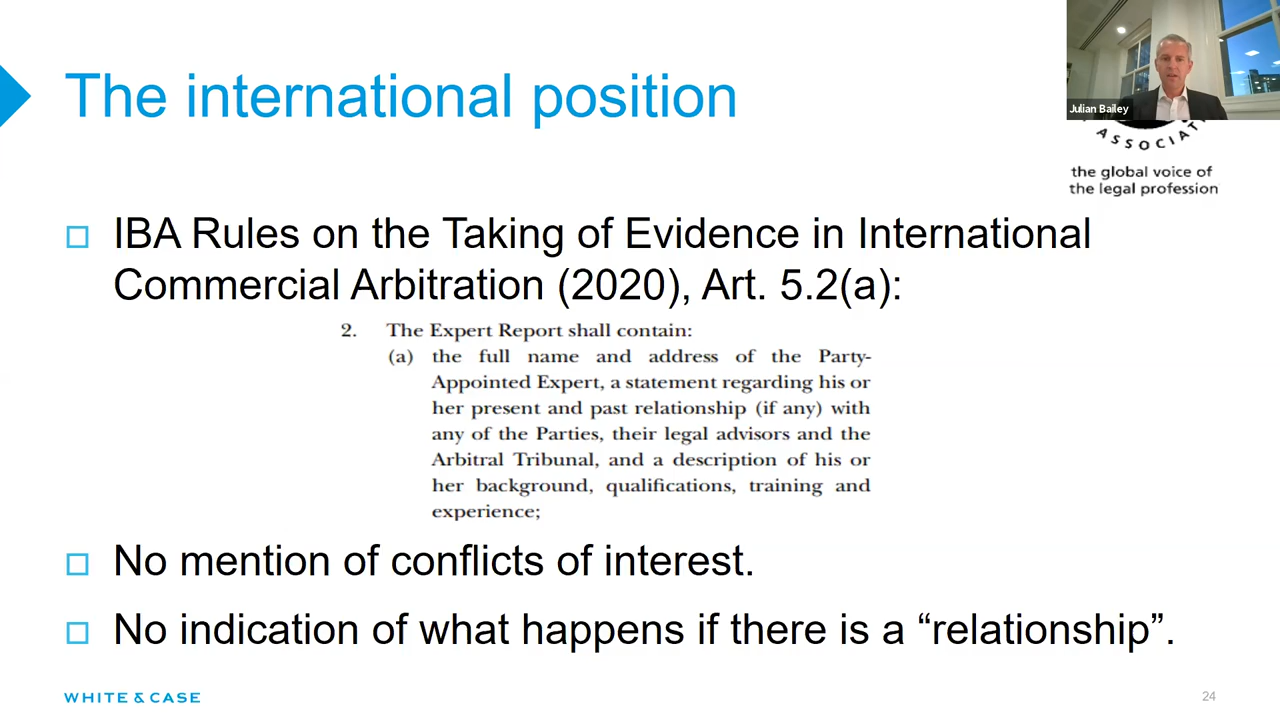 The international position
Julian Bailey
ASSOCIAT
the global voice of
the legal profession
IBA Rules on the Taking of Evidence in International
Commercial Arbitration (2020), Art. 5.2(a):
2. The Expert Report shall contain:
(a) the full name and address of the Party-
Appointed Expert, a statement regarding his or
her present and past relationship (if any) with
any of the Parties, their legal advisors and the
Arbitral Tribunal, and a description of his or
her background, qualifications, training and
experience;
No mention of conflicts of interest.
No indication of what happens if there is a “relationship”.
WHITE & CASE
24